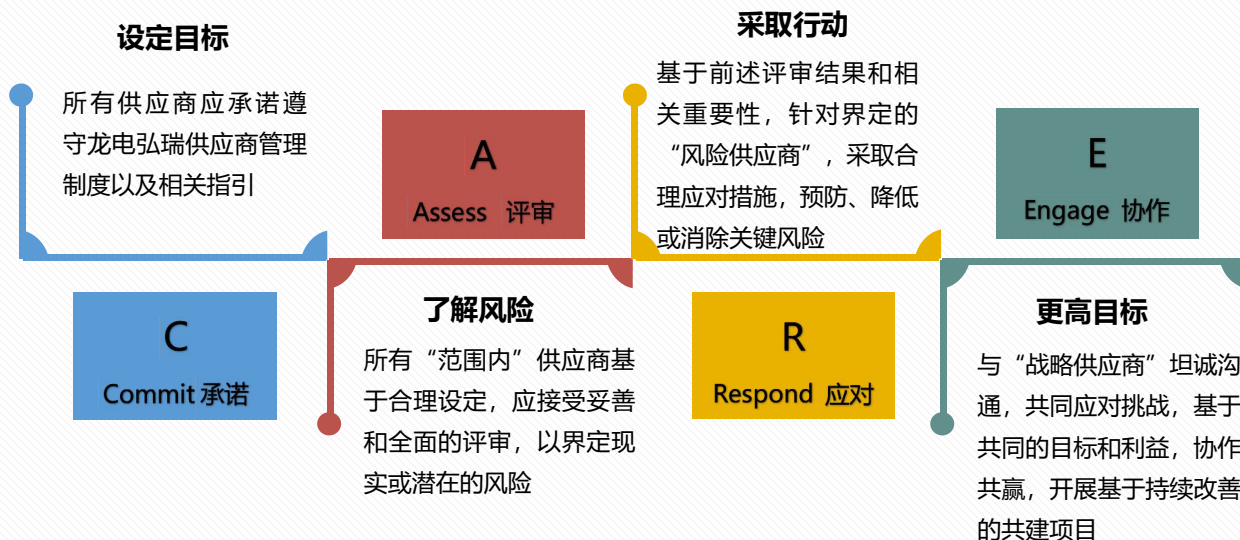 设定目标
所有供应商应承诺遵
守龙电弘瑞供应商管理
制度以及相关指引
C
Commit 承诺
A
Assess 评审
了解风险
所有“范围内”供应商基
于合理设定，应接受妥善
和全面的评审，以界定现
实或潜在的风险
采取行动
基于前述评审结果和相
关重要性，针对界定的
“风险供应商”，采取合
理应对措施，预防、降低
或消除关键风险
R
Respond 应对
E
Engage 协作
更高目标
与“战略供应商”坦诚沟
通，共同应对挑战，基于
共同的目标和利益，协作
共赢，开展基于持续改善
的共建项目